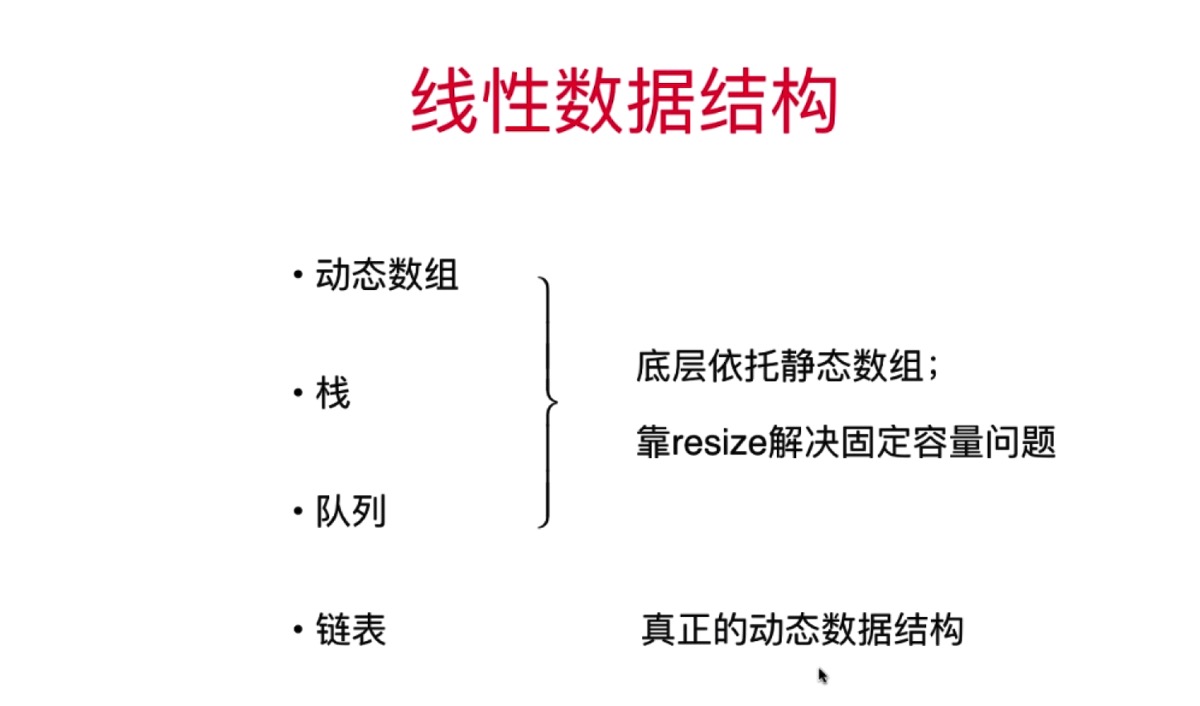 线性数据结构
• 动态数组
• 栈
• 队列
底层依托静态数组；
靠resize解决固定容量问题
• 链表
真正的动态数据结构